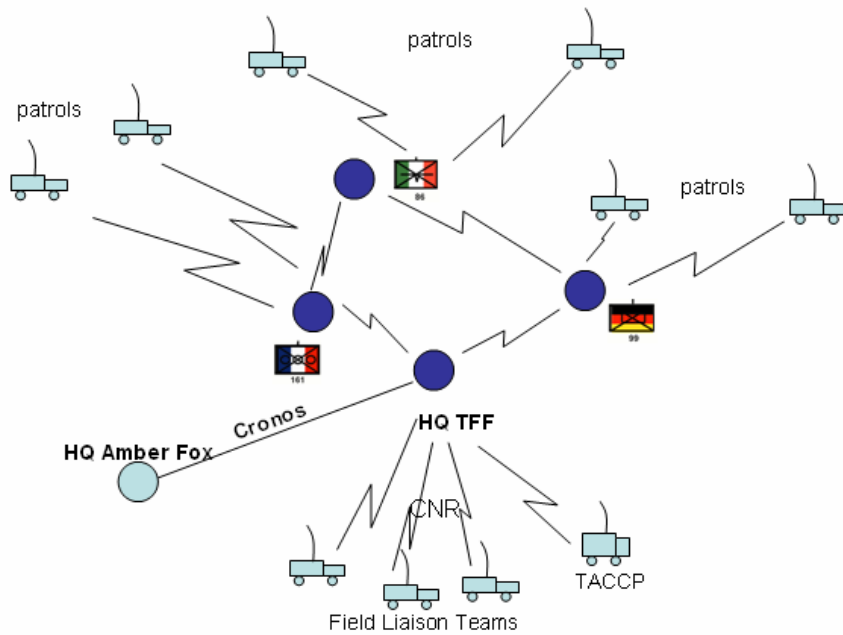 patrols
patrols
patrols
86
99
161
Cronos
HQ TFF
HQ Amber Fox
CNR
TACCP
Field Liaison Teams